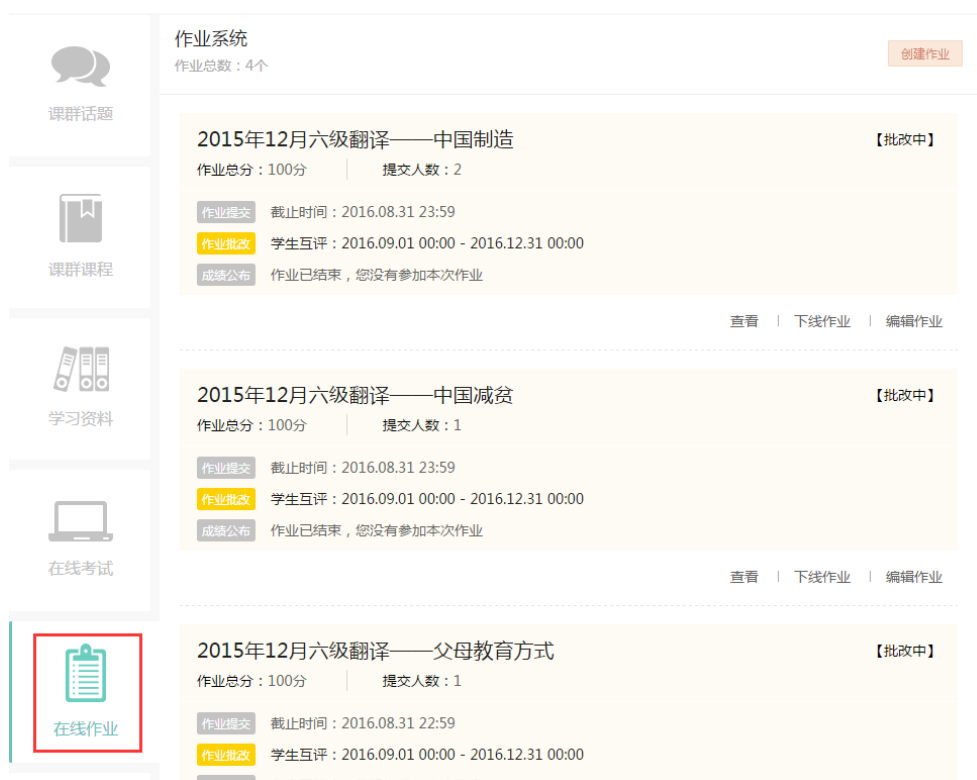 课群话题
课群课程
学习资料
在线考试
在线作业
作业系统
作业总数：4个
创建作业
2015年12月六级翻译——中国制造
【批改中】
作业总分：100分 提交人数：2
作业提交 截止时间：2016.08.31 23:59
作业批改 学生互评：2016.09.01 00:00 - 2016.12.31 00:00
成绩公布 作业已结束，您没有参加本次作业
查看 下线作业 编辑作业
2015年12月六级翻译——中国减贫
【批改中】
作业总分：100分 提交人数：1
作业提交 截止时间：2016.08.31 23:59
作业批改 学生互评：2016.09.01 00:00 - 2016.12.31 00:00
成绩公布 作业已结束，您没有参加本次作业
查看 下线作业 编辑作业
2015年12月六级翻译——父母教育方式
【批改中】
作业总分：100分 提交人数：1
作业提交 截止时间：2016.08.31 22:59
作业批改 学生互评：2016.09.01 00:00 - 2016.12.31 00:00